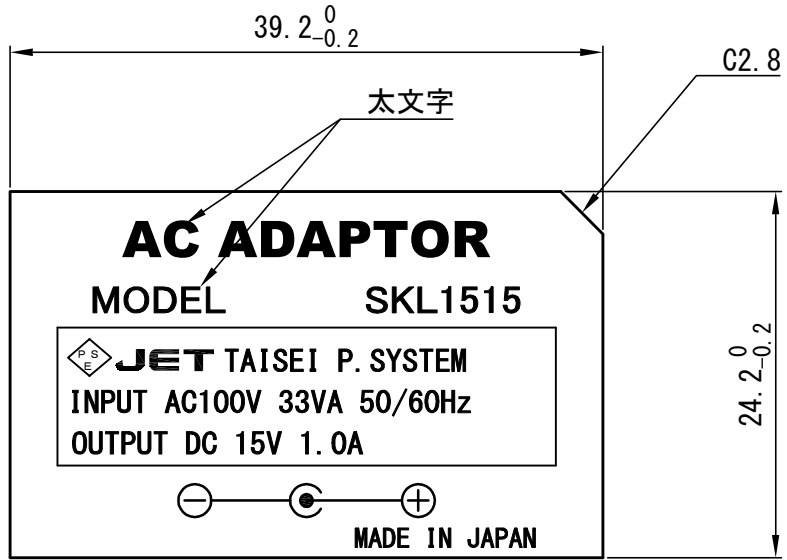 39.2 0 -0.2
C2.8
太文字
AC ADAPTOR
MODEL SKL1515
PSE JET TAISEI P.SYSTEM
INPUT AC100V 33VA 50/60Hz
OUTPUT DC 15V 1.0A
MADE IN JAPAN
24.2 0 -0.2